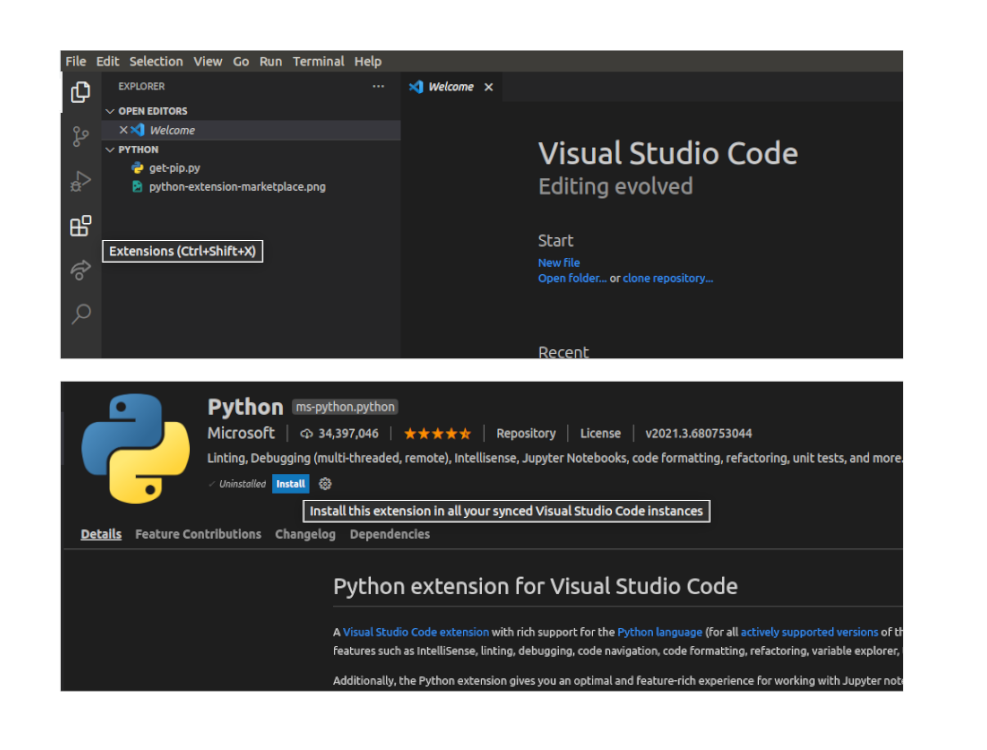 File Edit Selection View Go Run Terminal Help
EXPLORER ...
Welcome ×
OPEN EDITORS
× Welcome
PYTHON
get-pip.py
python-extension-marketplace.png
Extensions (Ctrl+Shift+X)
Visual Studio Code
Editing evolved
Start
New file
Open folder... or clone repository...
Recent
Python ms-python.python
Microsoft | 34,397,046 | ★★★★★ | Repository | License | v2021.3.680753044
Linting, Debugging (multi-threaded, remote), Intellisense, Jupyter Notebooks, code formatting, refactoring, unit tests, and more.
✓ Uninstalled Install
Install this extension in all your synced Visual Studio Code instances
Details Feature Contributions Changelog Dependencies
Python extension for Visual Studio Code
A Visual Studio Code extension with rich support for the Python language (for all actively supported versions of th
features such as IntelliSense, linting, debugging, code navigation, code formatting, refactoring, variable explorer,
Additionally, the Python extension gives you an optimal and feature-rich experience for working with Jupyter note